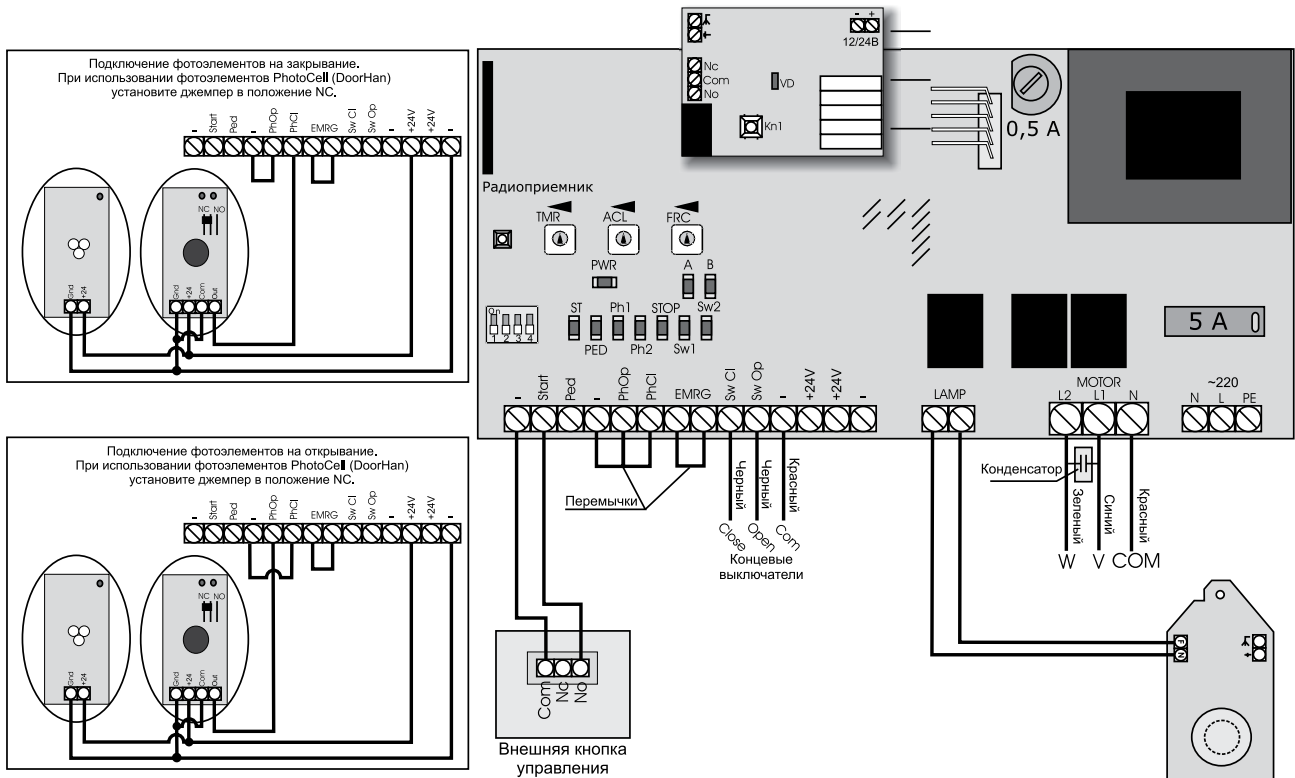 Подключение фотоэлементов на закрывание.
При использовании фотоэлементов PhotoCell (DoorHan)
установите джемпер в положение NC.
- Start Ped - PhOp PhCl EMRG Sw Cl Sw Op - +24V +24V -
NC NO
Gnd +24
Gnd +24 Com Out
Подключение фотоэлементов на открывание.
При использовании фотоэлементов PhotoCell (DoorHan)
установите джемпер в положение NC.
- Start Ped - PhOp PhCl EMRG Sw Cl Sw Op - +24V +24V -
NC NO
Gnd +24
Gnd +24 Com Out
- +
12/24В
Nc
Com
No
VD
Kn1
0,5 А
Радиоприемник
TMR ACL FRC
PWR A B
On
1 2 3 4
ST Ph1 STOP Sw2
PED Ph2 Sw1
5 А
- Start Ped - PhOp PhCl EMRG Sw Cl Sw Op - +24V +24V -
LAMP
MOTOR
L2 L1 N
~220
N L PE
Перемычки
Черный Черный Красный
Close Open Com
Концевые
выключатели
Конденсатор
Зеленый Синий Красный
W V COM
Com Nc No
Внешняя кнопка
управления
F
N